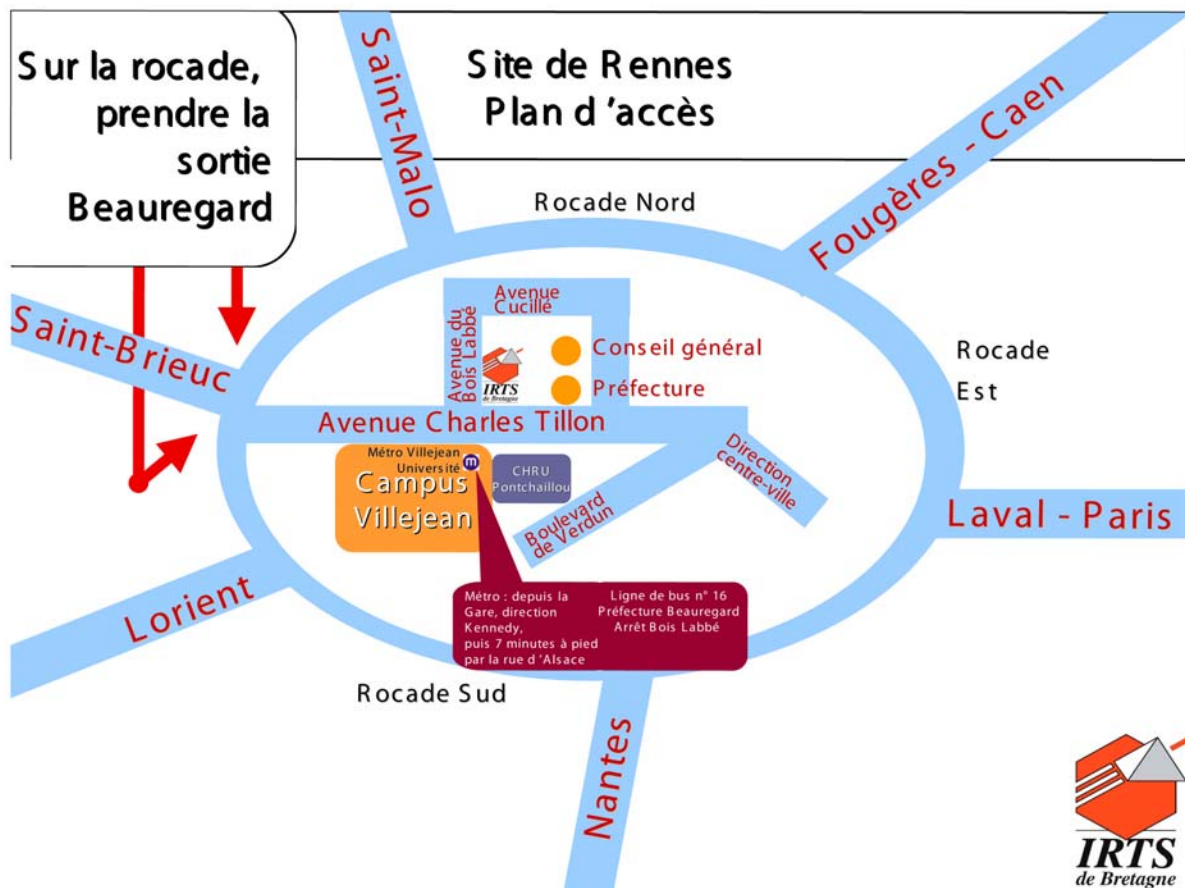 Sur la rocade,
prendre la
sortie
Beauregard
Site de Rennes
Plan d 'accès
Saint-Malo
Fougères - Caen
Rocade Nord
Saint-Brieuc
Avenue
Cucillé
Avenue du
Bois Labbé
IRTS
de Bretagne
Conseil général
Préfecture
Rocade
Est
Avenue Charles Tillon
Métro Villejean
Université
m
Campus
Villejean
CHRU
Pontchaillou
Boulevard
de Verdun
Direction
centre-ville
Laval - Paris
Lorient
Métro : depuis la
Gare, direction
Kennedy,
puis 7 minutes à pied
par la rue d 'Alsace
Ligne de bus n° 16
Préfecture Beauregard
Arrêt Bois Labbé
Rocade Sud
Nantes
IRTS
de Bretagne